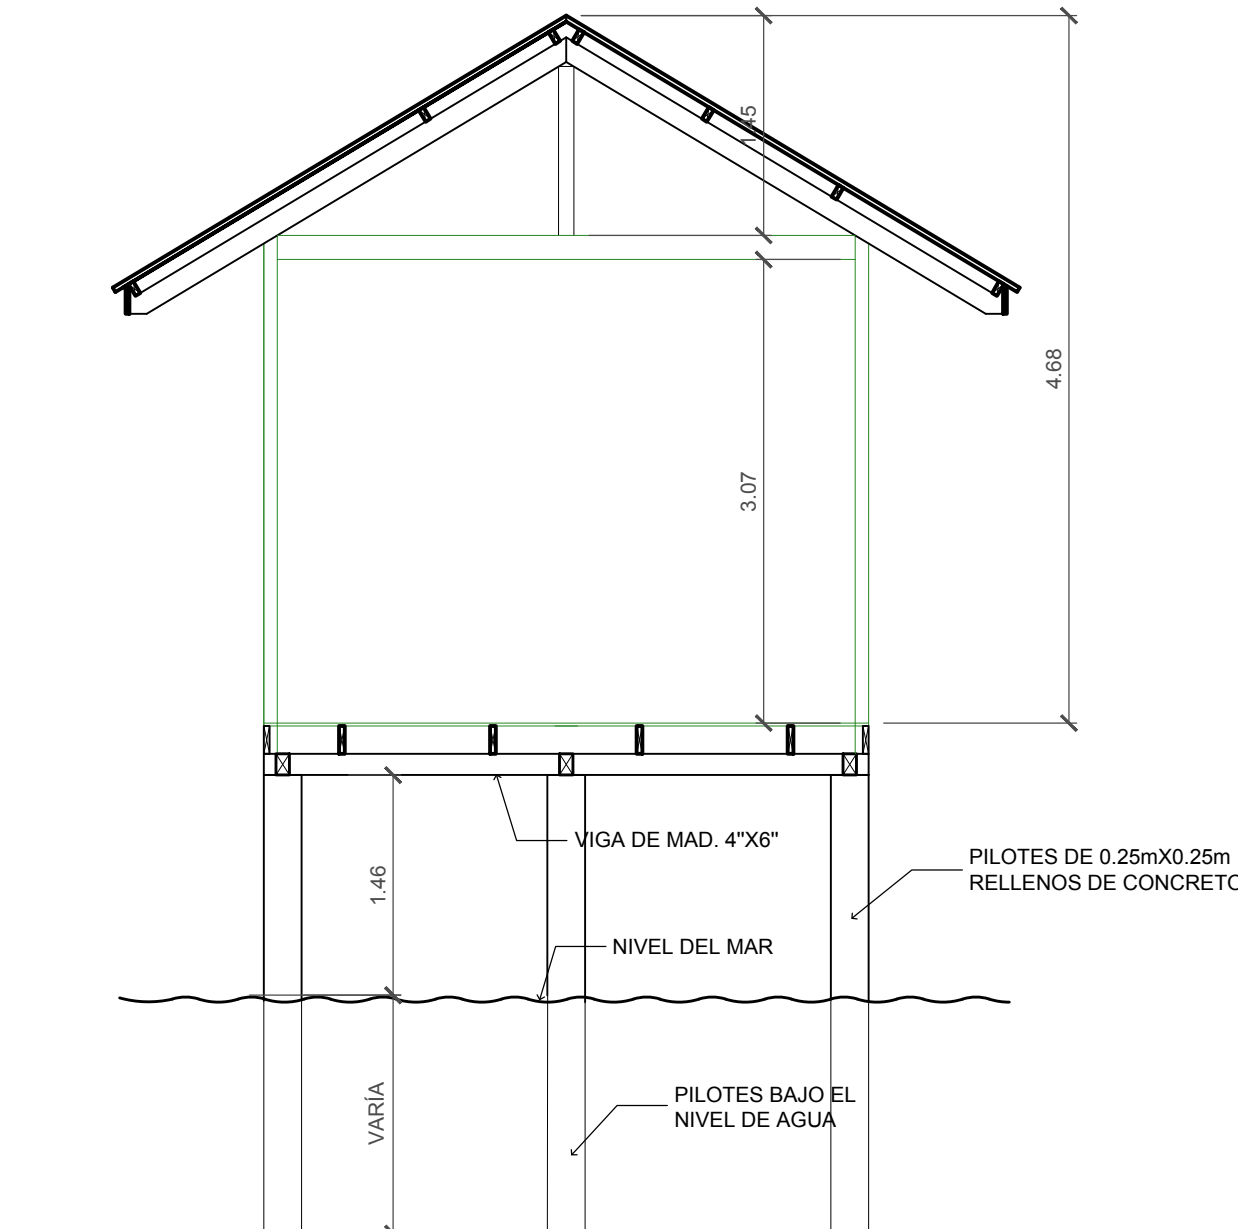 1.45
4.68
3.07
VIGA DE MAD. 4"X6"
PILOTES DE 0.25mX0.25m
RELLENOS DE CONCRETO
1.46
NIVEL DEL MAR
VARÍA
PILOTES BAJO EL
NIVEL DE AGUA